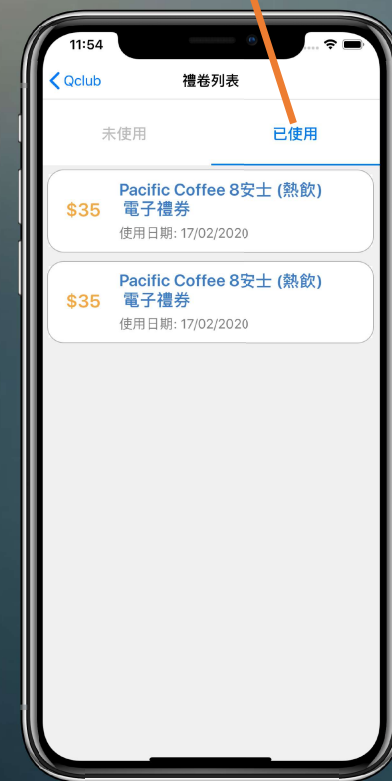 11:54
Qclub
禮卷列表
未使用
已使用
$35
Pacific Coffee 8安士 (熱飲)
電子禮券
使用日期: 17/02/2020
$35
Pacific Coffee 8安士 (熱飲)
電子禮券
使用日期: 17/02/2020